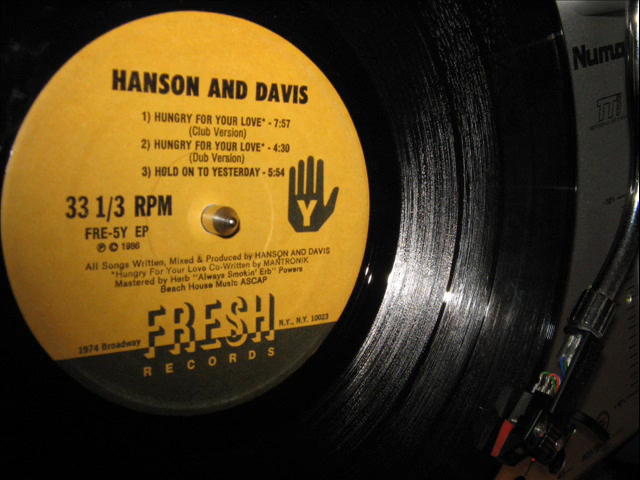 HANSON AND DAVIS
1) HUNGRY FOR YOUR LOVE* - 7:57
(Club Version)
2) HUNGRY FOR YOUR LOVE* - 4:30
(Dub Version)
3) HOLD ON TO YESTERDAY - 5:54
33 1/3 RPM
FRE-5Y EP
℗ © 1986
Y
All Songs Written, Mixed & Produced by HANSON AND DAVIS
*Hungry For Your Love Co-Written by MANTRONIK
Mastered by Herb "Always Smokin' Erb" Powers
Beach House Music ASCAP
1974 Broadway
FRESH
N.Y., N.Y. 10023
RECORDS
Numa
TT